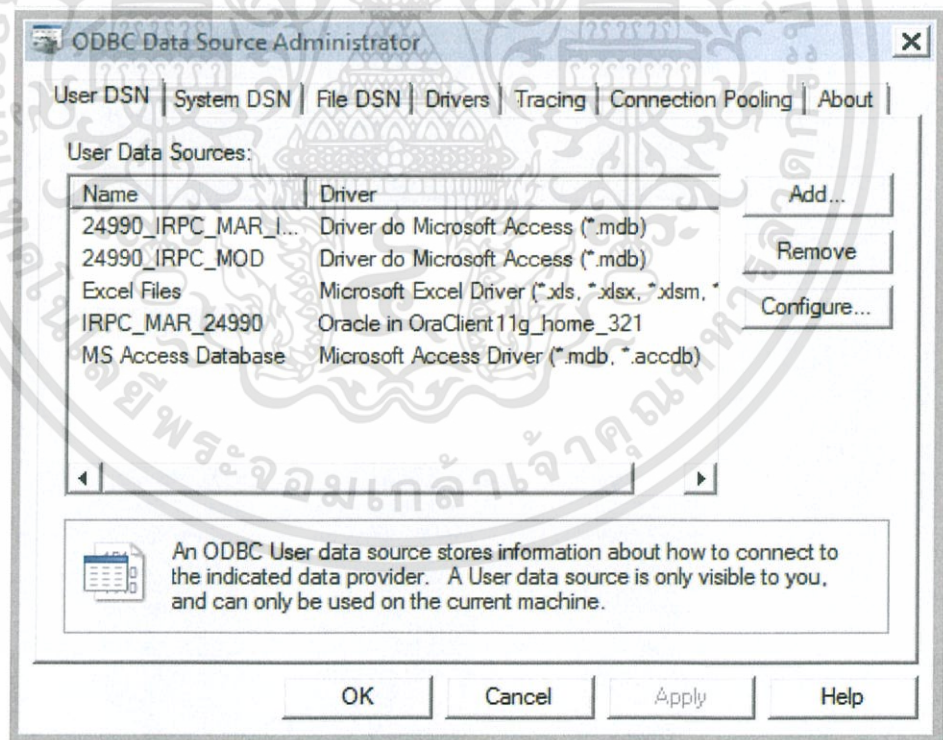 ODBC Data Source Administrator
User DSN System DSN File DSN Drivers Tracing Connection Pooling About
User Data Sources:
Name Driver
24990_IRPC_MAR_I... Driver do Microsoft Access (*.mdb)
24990_IRPC_MOD Driver do Microsoft Access (*.mdb)
Excel Files Microsoft Excel Driver (*.xls, *.xlsx, *.xlsm, *
IRPC_MAR_24990 Oracle in OraClient11g_home_321
MS Access Database Microsoft Access Driver (*.mdb, *.accdb)
Add...
Remove
Configure...
An ODBC User data source stores information about how to connect to
the indicated data provider. A User data source is only visible to you,
and can only be used on the current machine.
OK Cancel Apply Help